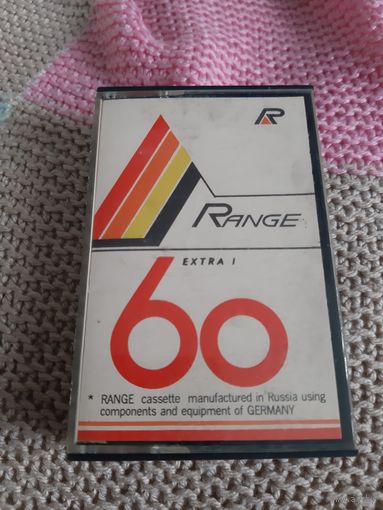 R
RANGE
EXTRA I
60
* RANGE cassette manufactured in Russia using
components and equipment of GERMANY